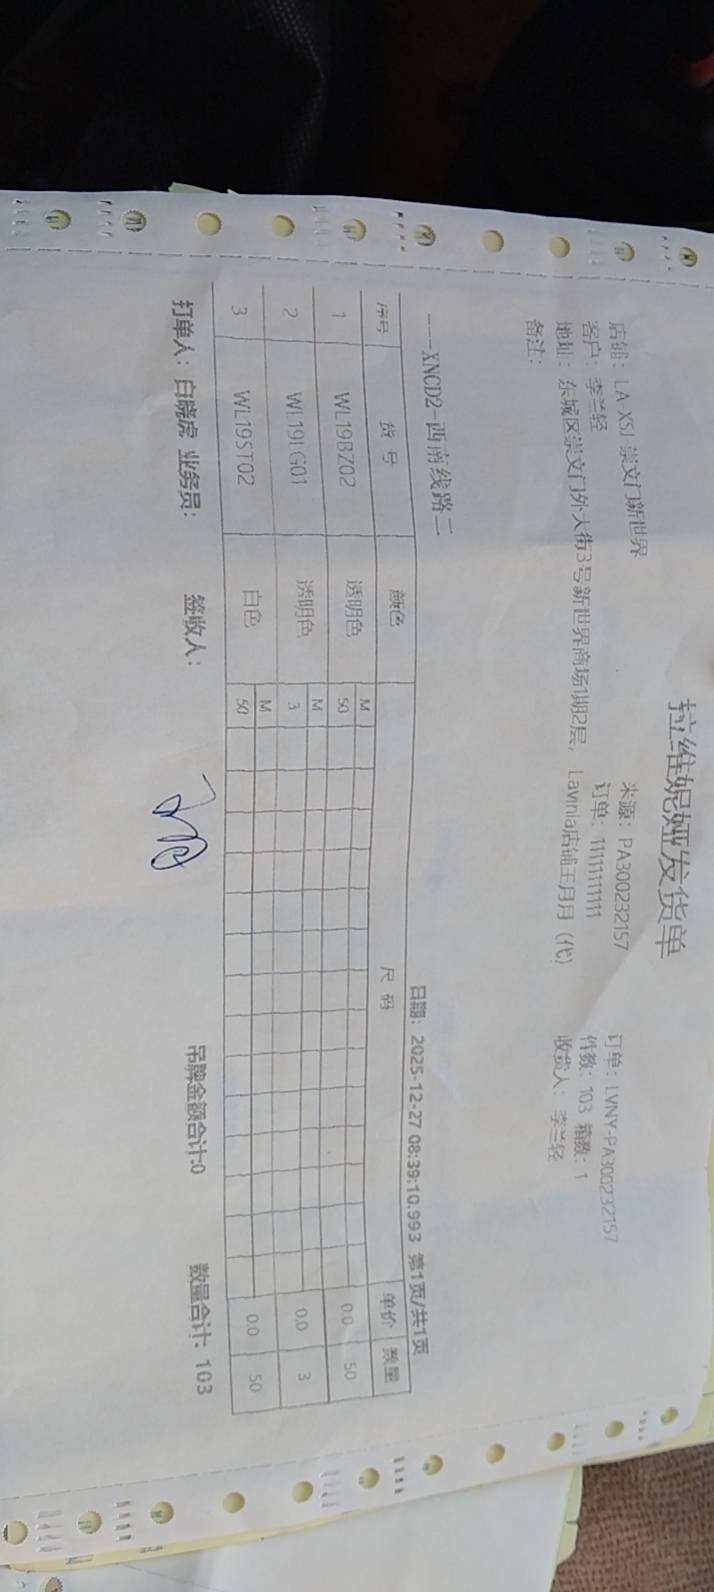 拉维妮娅发货单
店铺：LA-XSJ 崇文门新世界 来源：PA300232157 订单：LVNY-PA300232157
客户：李兰轻 订单：1111111111 件数：103 箱数：1
地址：东城区崇文门外大街3号新世界商场1期2层，Lavinia店铺王月月（代） 收货人：李兰轻
备注：
---XNCD2-西南线路二 日期：2025-12-27 08:39:10.993 第1页/共1页
序号 货号 颜色 尺码 单价 数量
1 WL19BZ02 透明色 M 50 0.0 50
2 WL19LG01 透明色 M 3 0.0 3
3 WL19ST02 白色 M 50 0.0 50
打单人：白晓虎 业务员： 签收人： 吊牌金额合计:0 数量合计：103